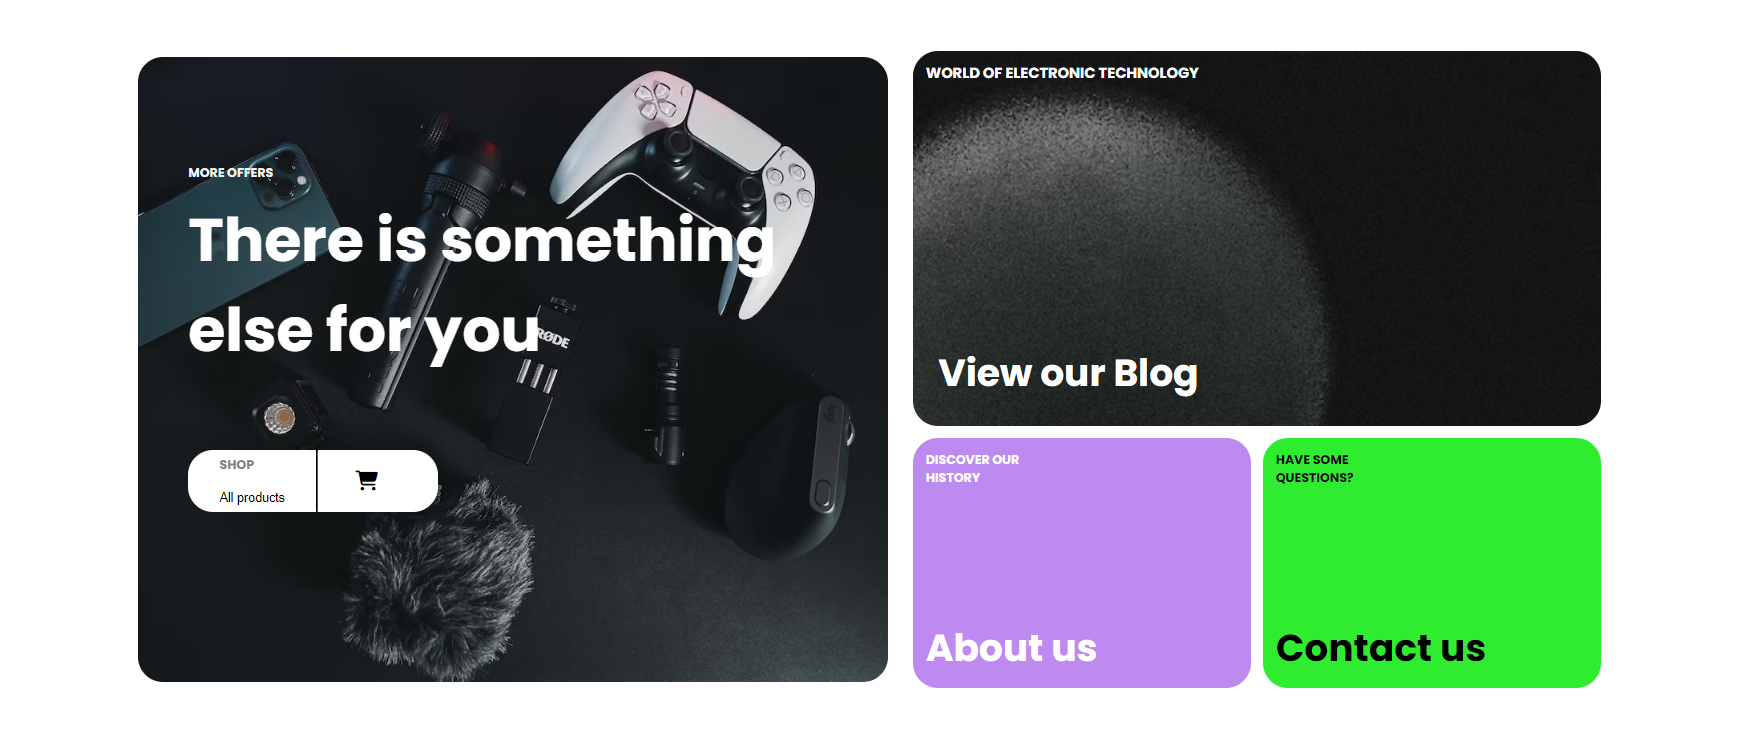 MORE OFFERS
There is something
else for you
RØDE
SHOP
All products
WORLD OF ELECTRONIC TECHNOLOGY
View our Blog
DISCOVER OUR
HISTORY
About us
HAVE SOME
QUESTIONS?
Contact us